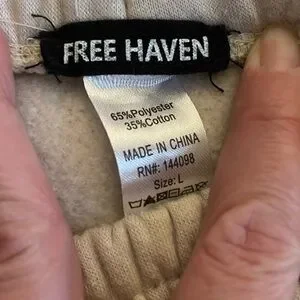 FREE HAVEN
65%Polyester
35%Cotton
MADE IN CHINA
RN#: 144098
Size: L